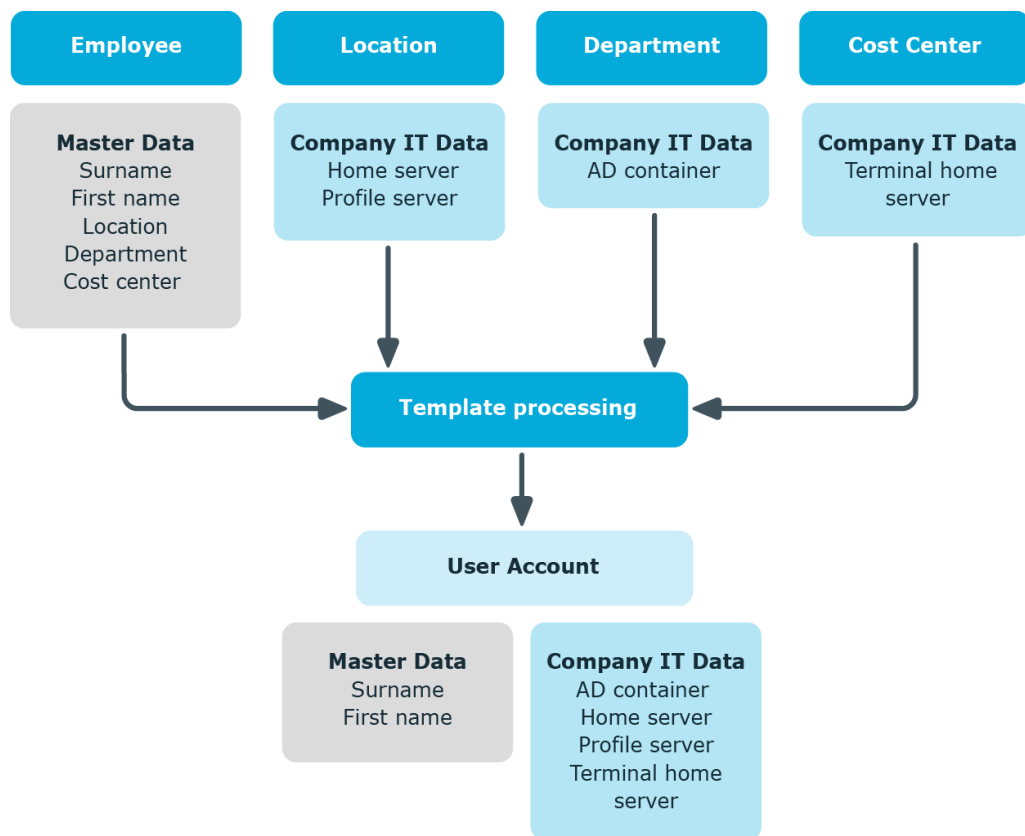 Employee
Location
Department
Cost Center
Master Data
Surname
First name
Location
Department
Cost center
Company IT Data
Home server
Profile server
Company IT Data
AD container
Company IT Data
Terminal home
server
Template processing
User Account
Master Data
Surname
First name
Company IT Data
AD container
Home server
Profile server
Terminal home
server